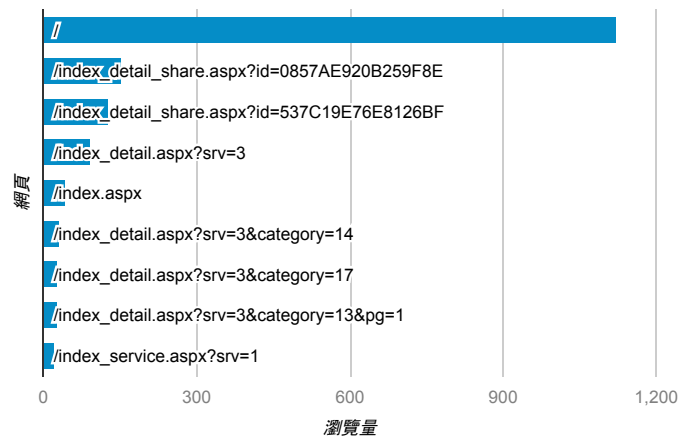 /
/index_detail_share.aspx?id=0857AE920B259F8E
/index_detail_share.aspx?id=537C19E76E8126BF
/index_detail.aspx?srv=3
/index.aspx
/index_detail.aspx?srv=3&category=14
/index_detail.aspx?srv=3&category=17
/index_detail.aspx?srv=3&category=13&pg=1
/index_service.aspx?srv=1
網頁
0 300 600 900 1,200
瀏覽量